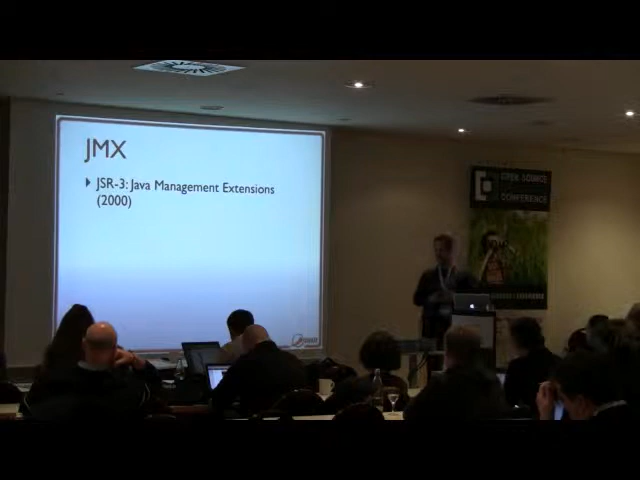 JMX
JSR-3: Java Management Extensions
(2000)
OPEN SOURCE
CONFERENCE